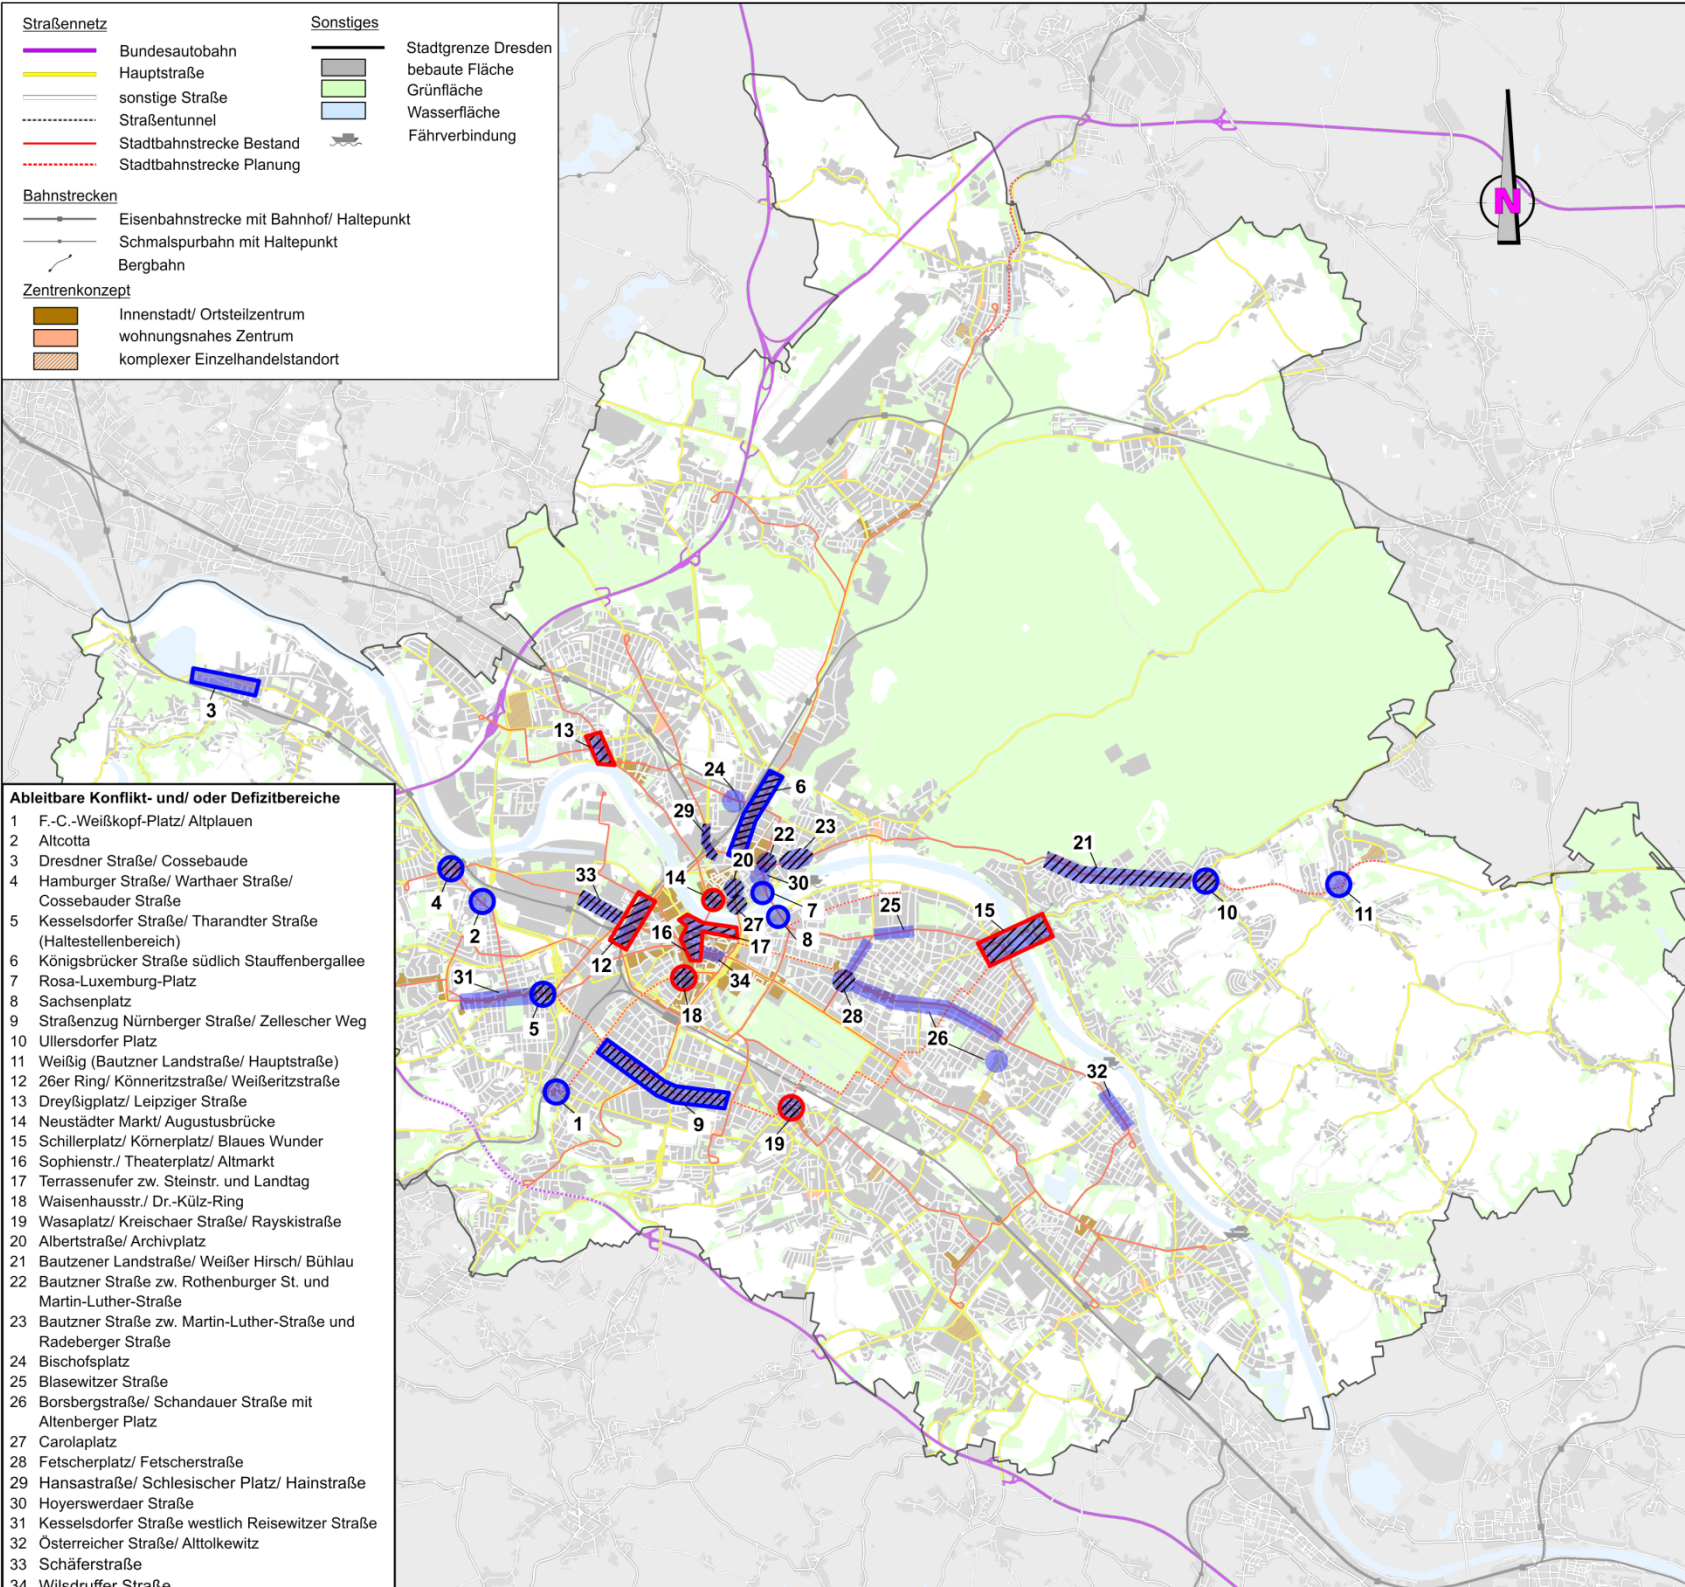 Straßennetz
Bundesautobahn
Hauptstraße
sonstige Straße
Straßentunnel
Stadtbahnstrecke Bestand
Stadtbahnstrecke Planung
Sonstiges
Stadtgrenze Dresden
bebaute Fläche
Grünfläche
Wasserfläche
Fährverbindung
Bahnstrecken
Eisenbahnstrecke mit Bahnhof/ Haltepunkt
Schmalspurbahn mit Haltepunkt
Bergbahn
Zentrenkonzept
Innenstadt/ Ortsteilzentrum
wohnungsnahes Zentrum
komplexer Einzelhandelstandort
N
3
13
24
6
29
22
23
20
21
33
14
30
4
7
10
11
2
27
8
25
15
16
17
12
31
34
5
18
28
26
32
1
9
19
Ableitbare Konflikt- und/ oder Defizitbereiche
1 F.-C.-Weißkopf-Platz/ Altplauen
2 Altcotta
3 Dresdner Straße/ Cossebaude
4 Hamburger Straße/ Warthaer Straße/
Cossebauder Straße
5 Kesselsdorfer Straße/ Tharandter Straße
(Haltestellenbereich)
6 Königsbrücker Straße südlich Stauffenbergallee
7 Rosa-Luxemburg-Platz
8 Sachsenplatz
9 Straßenzug Nürnberger Straße/ Zellescher Weg
10 Ullersdorfer Platz
11 Weißig (Bautzner Landstraße/ Hauptstraße)
12 26er Ring/ Könneritzstraße/ Weißeritzstraße
13 Dreyßigplatz/ Leipziger Straße
14 Neustädter Markt/ Augustusbrücke
15 Schillerplatz/ Körnerplatz/ Blaues Wunder
16 Sophienstr./ Theaterplatz/ Altmarkt
17 Terrassenufer zw. Steinstr. und Landtag
18 Waisenhausstr./ Dr.-Külz-Ring
19 Wasaplatz/ Kreischaer Straße/ Rayskistraße
20 Albertstraße/ Archivplatz
21 Bautzener Landstraße/ Weißer Hirsch/ Bühlau
22 Bautzner Straße zw. Rothenburger St. und
Martin-Luther-Straße
23 Bautzner Straße zw. Martin-Luther-Straße und
Radeberger Straße
24 Bischofsplatz
25 Blasewitzer Straße
26 Borsbergstraße/ Schandauer Straße mit
Altenberger Platz
27 Carolaplatz
28 Fetscherplatz/ Fetscherstraße
29 Hansastraße/ Schlesischer Platz/ Hainstraße
30 Hoyerswerdaer Straße
31 Kesselsdorfer Straße westlich Reisewitzer Straße
32 Österreicher Straße/ Alttolkewitz
33 Schäferstraße
34 Wilsdruffer Straße